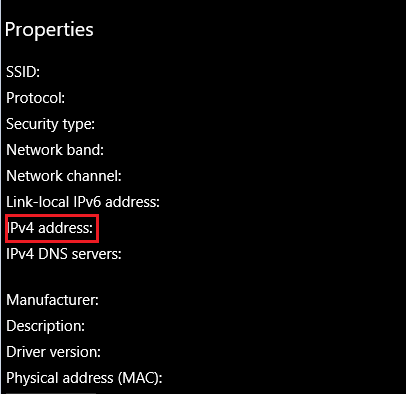 Properties
SSID:
Protocol:
Security type:
Network band:
Network channel:
Link-local IPv6 address:
IPv4 address:
IPv4 DNS servers:
Manufacturer:
Description:
Driver version:
Physical address (MAC):